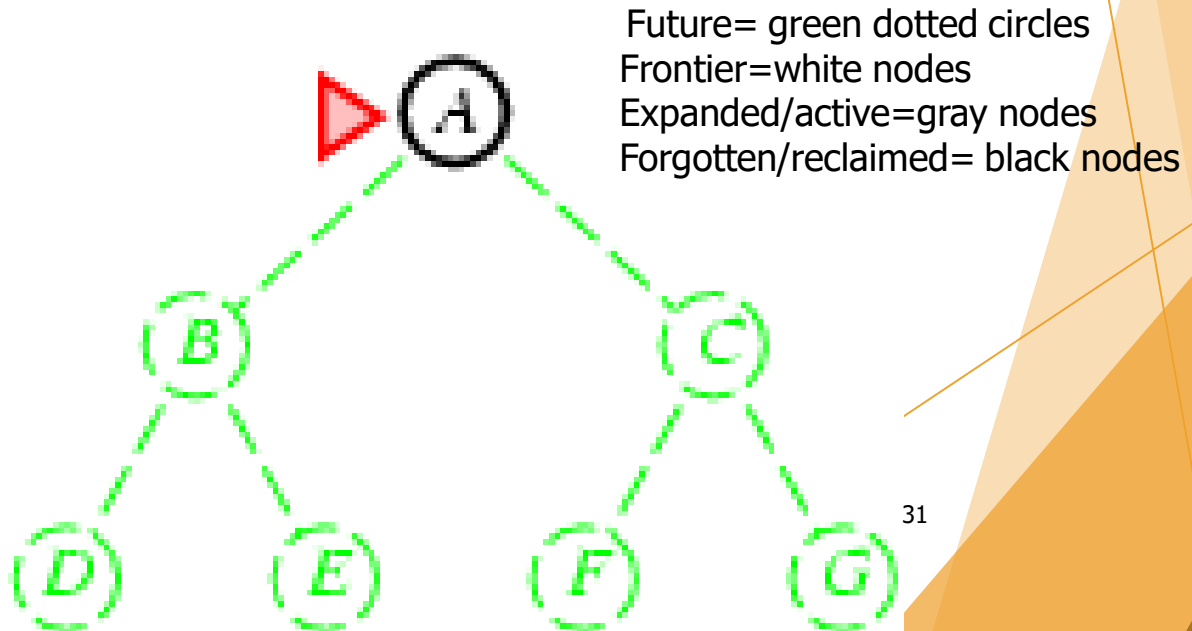 Future= green dotted circles
Frontier=white nodes
Expanded/active=gray nodes
Forgotten/reclaimed= black nodes
A
B
C
D
E
F
G
31